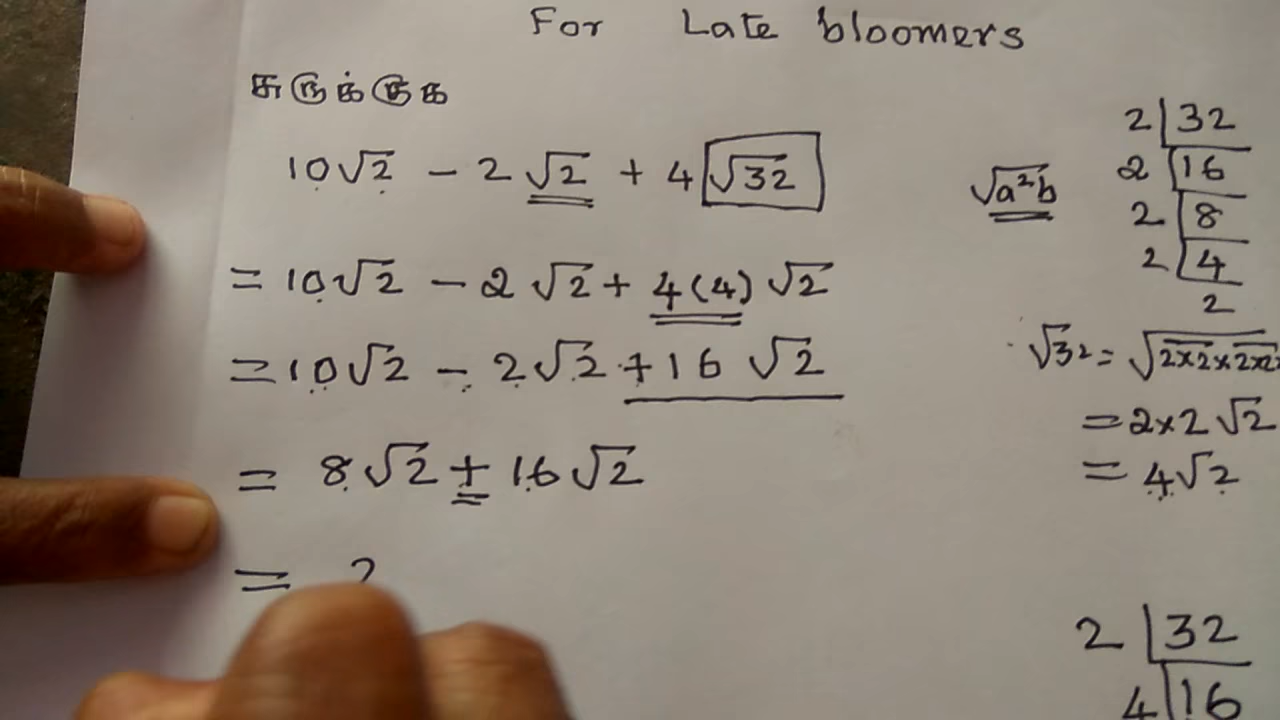 For Late bloomers
சுருக்குக
10√2 − 2√2 + 4√32
= 10√2 − 2√2 + 4(4)√2
= 10√2 − 2√2 + 16√2
= 8√2 + 16√2
= 2
√a²b
2 | 32
2 | 16
2 | 8
2 | 4
2
√32 = √2×2×2×2×2
= 2×2√2
= 4√2
2 | 32
4 | 16